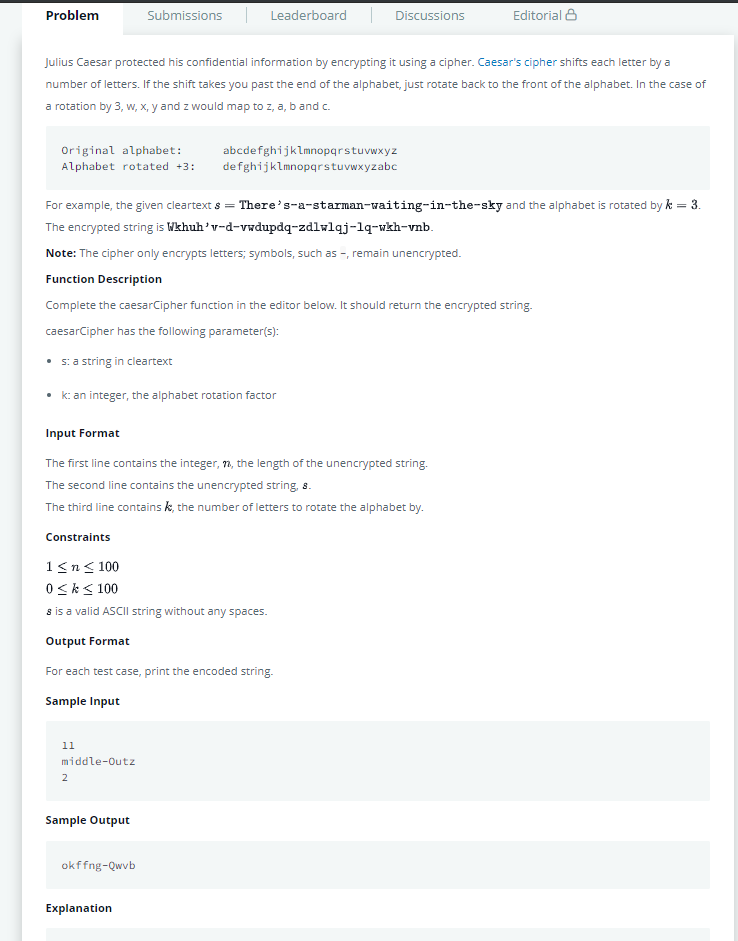 Problem Submissions Leaderboard Discussions Editorial
Julius Caesar protected his confidential information by encrypting it using a cipher. Caesar's cipher shifts each letter by a
number of letters. If the shift takes you past the end of the alphabet, just rotate back to the front of the alphabet. In the case of
a rotation by 3, w, x, y and z would map to z, a, b and c.
Original alphabet: abcdefghijklmnopqrstuvwxyz
Alphabet rotated +3: defghijklmnopqrstuvwxyzabc
For example, the given cleartext s = There's-a-starman-waiting-in-the-sky and the alphabet is rotated by k = 3.
The encrypted string is Wkhuh'v-d-vwdupdq-zdlwlqj-lq-wkh-vnb.
Note: The cipher only encrypts letters; symbols, such as -, remain unencrypted.
Function Description
Complete the caesarCipher function in the editor below. It should return the encrypted string.
caesarCipher has the following parameter(s):
• s: a string in cleartext
• k: an integer, the alphabet rotation factor
Input Format
The first line contains the integer, n, the length of the unencrypted string.
The second line contains the unencrypted string, s.
The third line contains k, the number of letters to rotate the alphabet by.
Constraints
1 ≤ n ≤ 100
0 ≤ k ≤ 100
s is a valid ASCII string without any spaces.
Output Format
For each test case, print the encoded string.
Sample Input
11
middle-Outz
2
Sample Output
okffng-Qwvb
Explanation